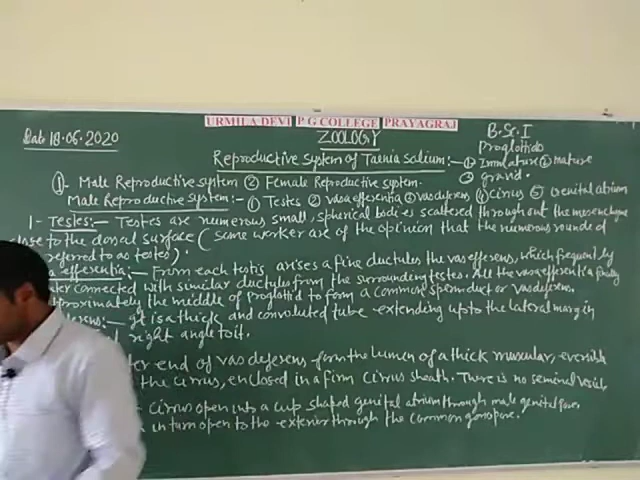 URMILA DEVI P G COLLEGE PRAYAGRAJ
Dat 18.06.2020
ZOOLOGY
B.Sc. I
Proglottids
Reproductive system of Taenia solium:- ① Immature ② mature
③ gravid.
① Male Reproductive system ② Female Reproductive system.
Male Reproductive system:- ① Testes ② vasa efferentia ③ vas deferens ④ cirrus ⑤ Genital atrium
1- Testes:- Testes are numerous small, spherical bodies scattered throughout the mesenchyme
close to the dorsal surface (some worker are of the opinion that the numerous rounded
referred to as testes).
efferentia:- From each testis arises a fine ductules the vas efferens, which frequently
connected with similar ductules from the surrounding testes. All the vasa efferentia finally
proximately the middle of proglottid to form a common sperm duct or vas deferens.
erens:- It is a thick and convoluted tube extending upto the lateral margin
right angle to it.
ter end of vas deferens form the lumen of a thick muscular, eversible
the cirrus, enclosed in a firm cirrus sheath. There is no seminal vesicle
cirrus open into a cup shaped genital atrium through male genital pore
in turn open to the exterior through the common gonopore.